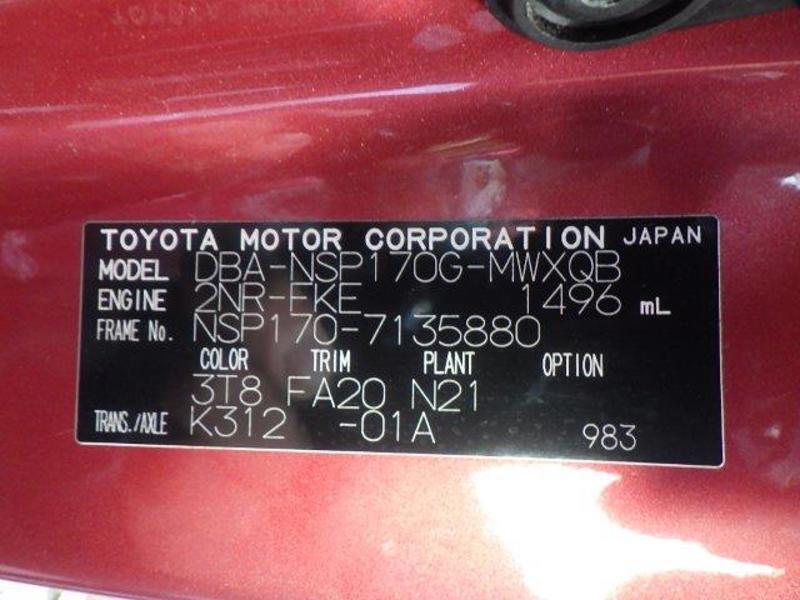 TOYOTA MOTOR CORPORATION JAPAN
MODEL DBA-NSP170G-MWXQB
ENGINE 2NR-FKE 1496 mL
FRAME No. NSP170-7135880
COLOR TRIM PLANT OPTION
3T8 FA20 N21
TRANS./AXLE K312 -01A 983